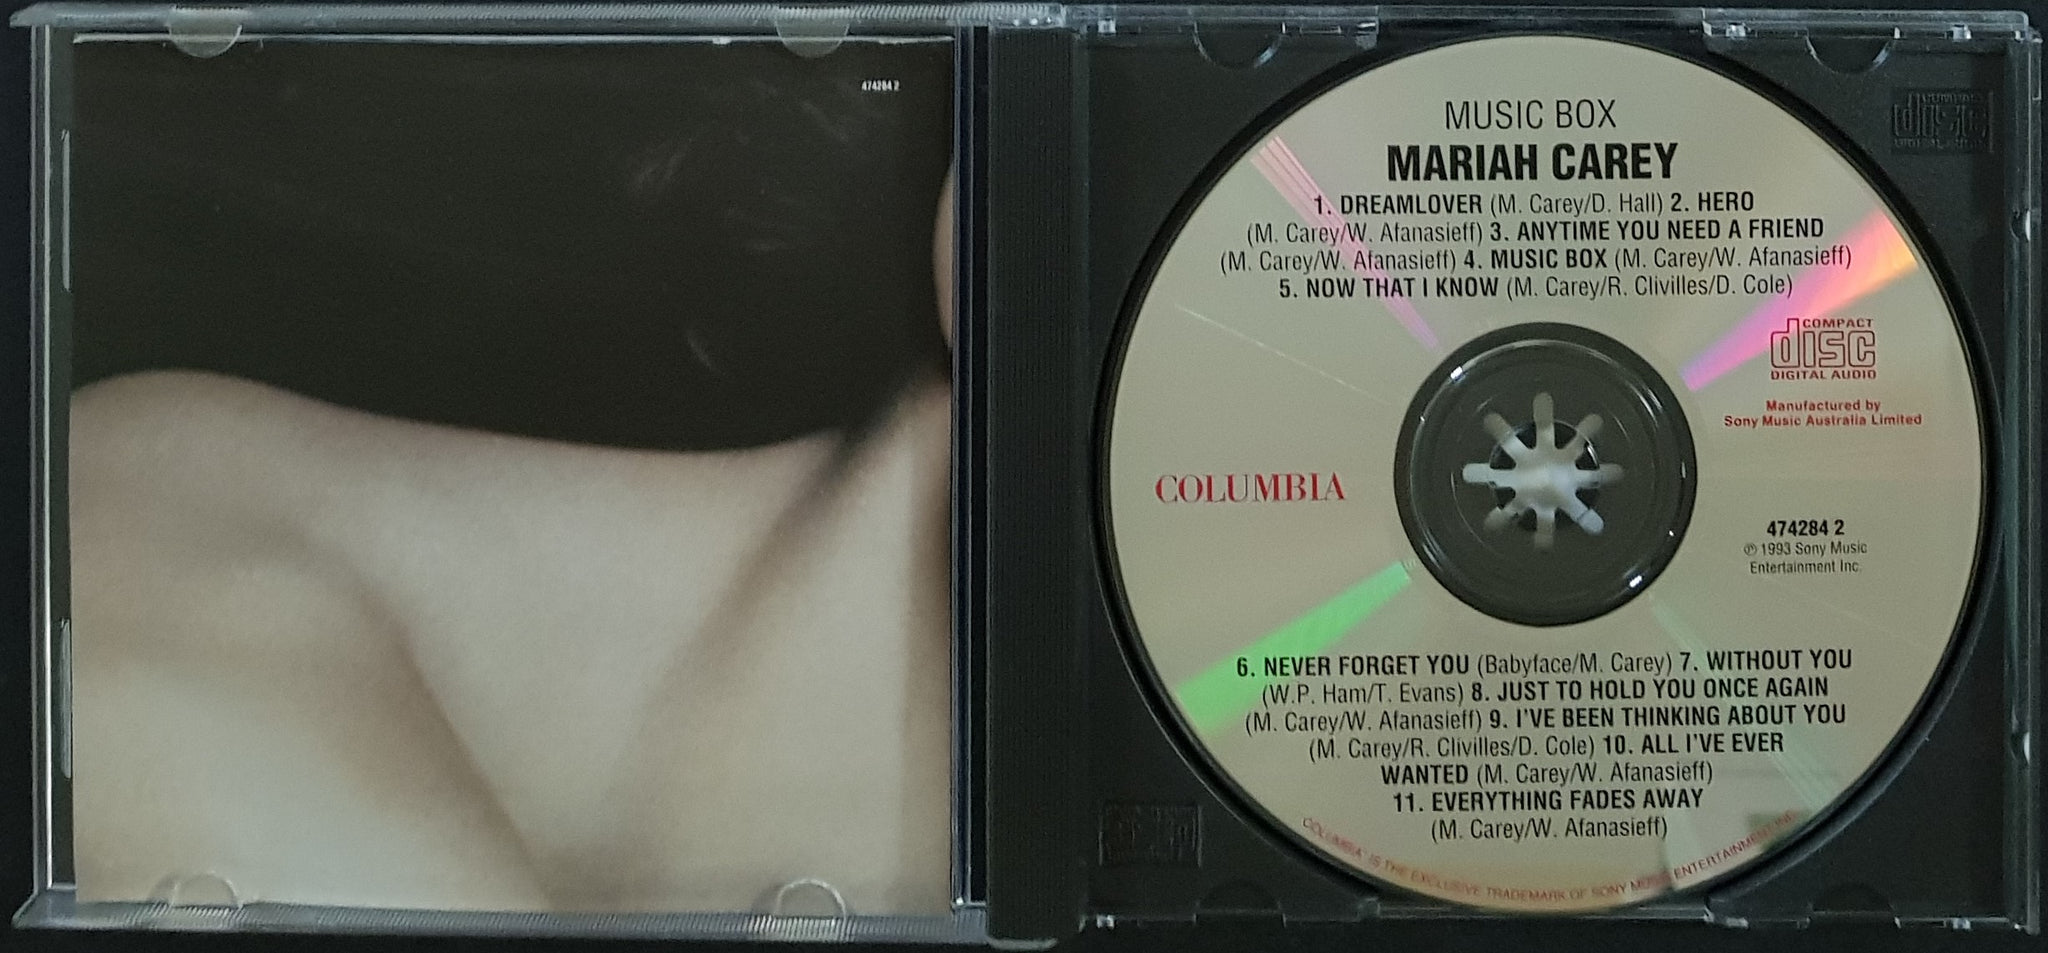 474284 2
MUSIC BOX
MARIAH CAREY
1. DREAMLOVER (M. Carey/D. Hall) 2. HERO
(M. Carey/W. Afanasieff) 3. ANYTIME YOU NEED A FRIEND
(M. Carey/W. Afanasieff) 4. MUSIC BOX (M. Carey/W. Afanasieff)
5. NOW THAT I KNOW (M. Carey/R. Clivilles/D. Cole)
COMPACT
disc
DIGITAL AUDIO
Manufactured by
Sony Music Australia Limited
COLUMBIA
474284 2
℗ 1993 Sony Music
Entertainment Inc.
6. NEVER FORGET YOU (Babyface/M. Carey) 7. WITHOUT YOU
(W.P. Ham/T. Evans) 8. JUST TO HOLD YOU ONCE AGAIN
(M. Carey/W. Afanasieff) 9. I'VE BEEN THINKING ABOUT YOU
(M. Carey/R. Clivilles/D. Cole) 10. ALL I'VE EVER
WANTED (M. Carey/W. Afanasieff)
11. EVERYTHING FADES AWAY
(M. Carey/W. Afanasieff)
COLUMBIA IS THE EXCLUSIVE TRADEMARK OF SONY MUSIC ENTERTAINMENT INC.